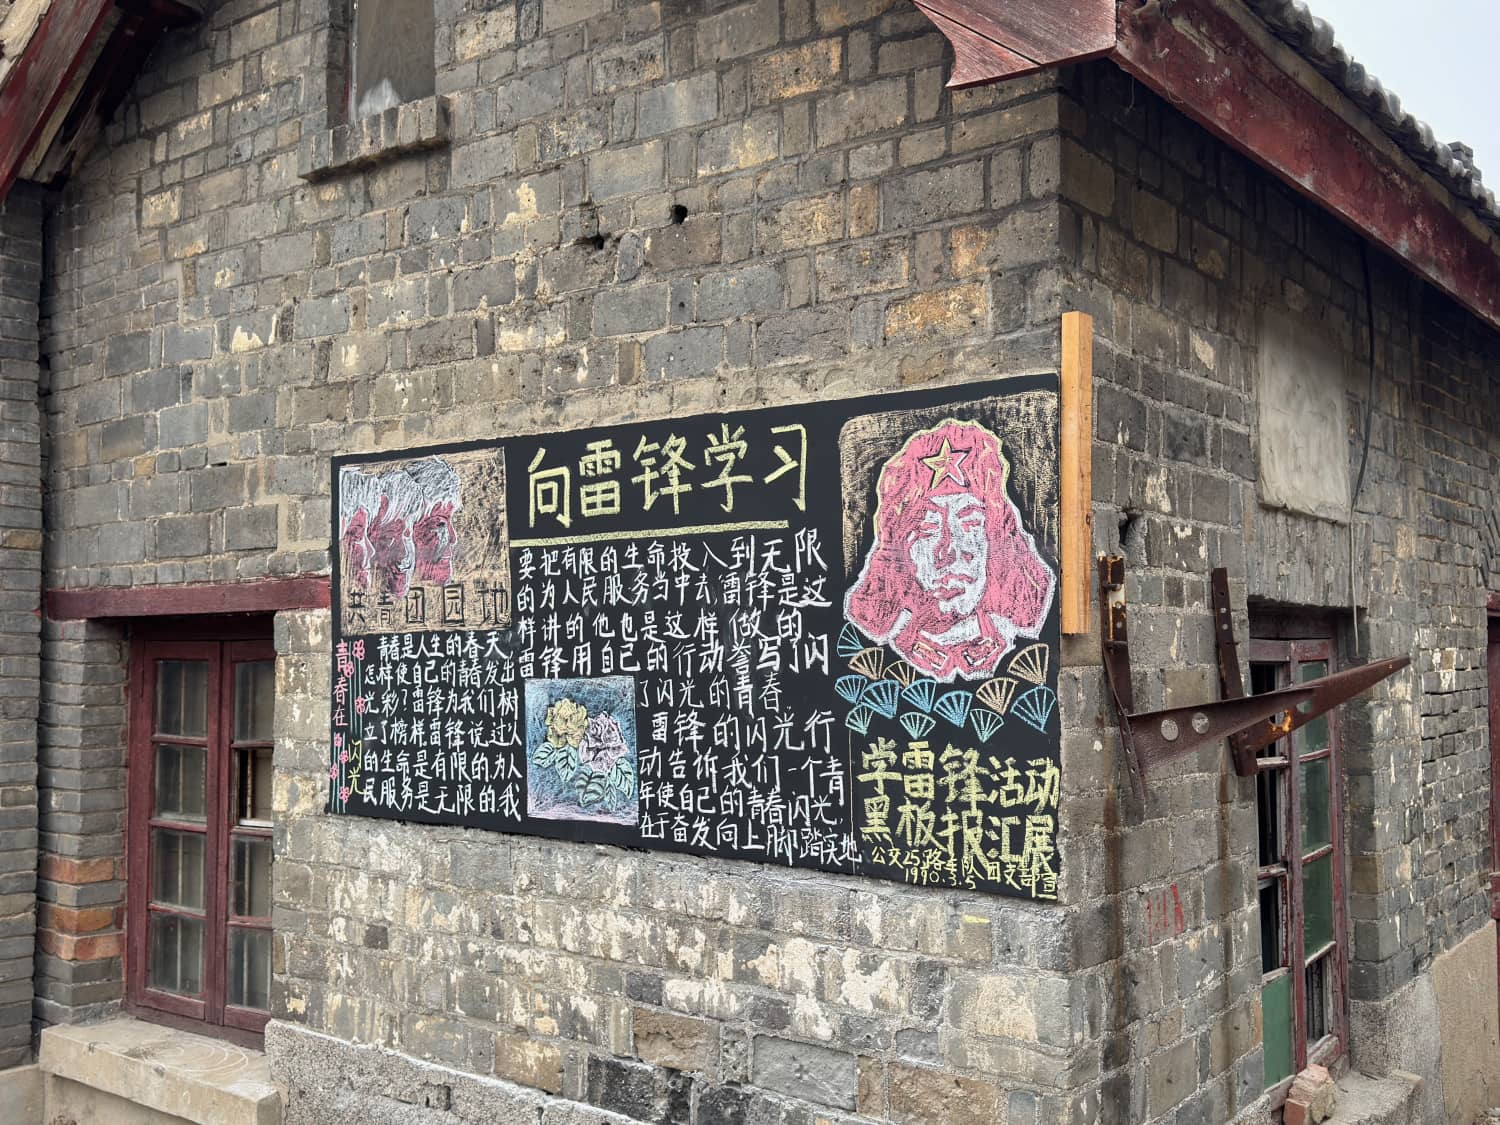 向雷锋学习
共青团园地
青春在闪光
青春是人生的春天,
怎样使自己的青春发出
光彩?雷锋为我们树
立了榜样雷锋说过人
的生命是有限的为人
民服务是无限的我
要把有限的生命投入到无限
的为人民服务当中去,雷锋是这
样讲的他也是这样做的
雷锋用自己的行动誊写了闪
了闪光的青春。
雷锋的闪光行
动告诉我们一个青
年使自己的青春闪光,
在于奋发向上脚踏实地
学雷锋活动
黑板报汇展
公交25路车队团支部宣
1990.3.5